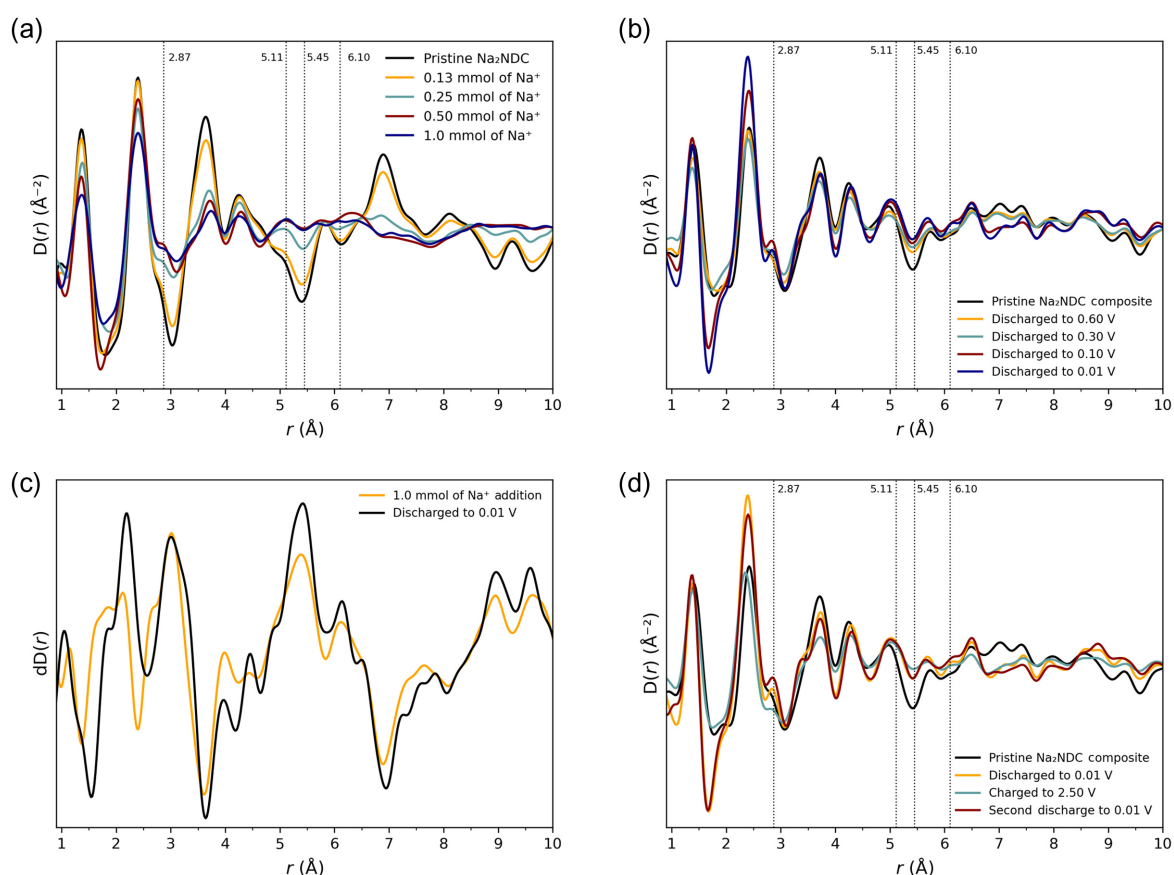 (a)
2.87
5.11
5.45
6.10
Pristine Na₂NDC
0.13 mmol of Na⁺
0.25 mmol of Na⁺
0.50 mmol of Na⁺
1.0 mmol of Na⁺
D(r) (Å⁻²)
1 2 3 4 5 6 7 8 9 10
r (Å)
(b)
2.87
5.11
5.45
6.10
Pristine Na₂NDC composite
Discharged to 0.60 V
Discharged to 0.30 V
Discharged to 0.10 V
Discharged to 0.01 V
D(r) (Å⁻²)
1 2 3 4 5 6 7 8 9 10
r (Å)
(c)
1.0 mmol of Na⁺ addition
Discharged to 0.01 V
dD(r)
1 2 3 4 5 6 7 8 9 10
r (Å)
(d)
2.87
5.11
5.45
6.10
Pristine Na₂NDC composite
Discharged to 0.01 V
Charged to 2.50 V
Second discharge to 0.01 V
D(r) (Å⁻²)
1 2 3 4 5 6 7 8 9 10
r (Å)